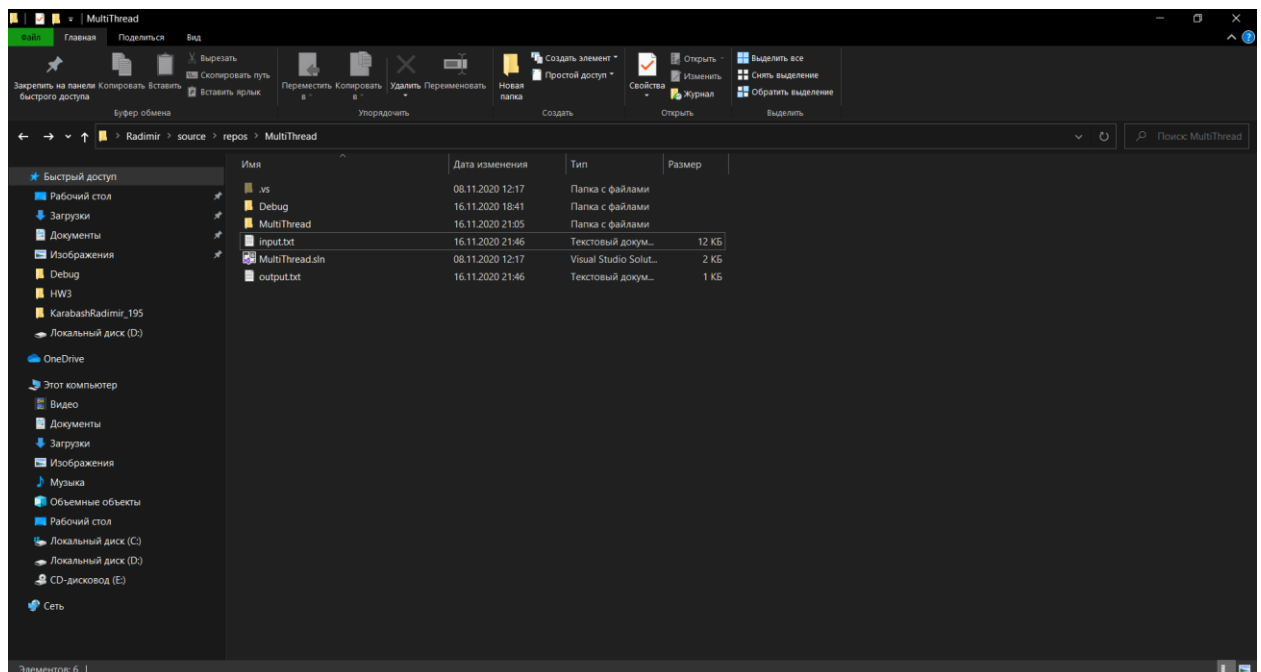 MultiThread
Файл Главная Поделиться Вид
Закрепить на панели быстрого доступа
Копировать
Вставить
Вырезать
Скопировать путь
Вставить ярлык
Переместить в
Копировать в
Удалить
Переименовать
Новая папка
Создать элемент
Простой доступ
Свойства
Открыть
Изменить
Журнал
Выделить все
Снять выделение
Обратить выделение
Буфер обмена Упорядочить Создать Открыть Выделить
> Radimir > source > repos > MultiThread
Поиск: MultiThread
Имя Дата изменения Тип Размер
.vs 08.11.2020 12:17 Папка с файлами
Debug 16.11.2020 18:41 Папка с файлами
MultiThread 16.11.2020 21:05 Папка с файлами
input.txt 16.11.2020 21:46 Текстовый докум... 12 КБ
MultiThread.sln 08.11.2020 12:17 Visual Studio Solut... 2 КБ
output.txt 16.11.2020 21:46 Текстовый докум... 1 КБ
Быстрый доступ
Рабочий стол
Загрузки
Документы
Изображения
Debug
HW3
KarabashRadimir_195
Локальный диск (D:)
OneDrive
Этот компьютер
Видео
Документы
Загрузки
Изображения
Музыка
Объемные объекты
Рабочий стол
Локальный диск (C:)
Локальный диск (D:)
CD-дисковод (E:)
Сеть
Элементов: 6